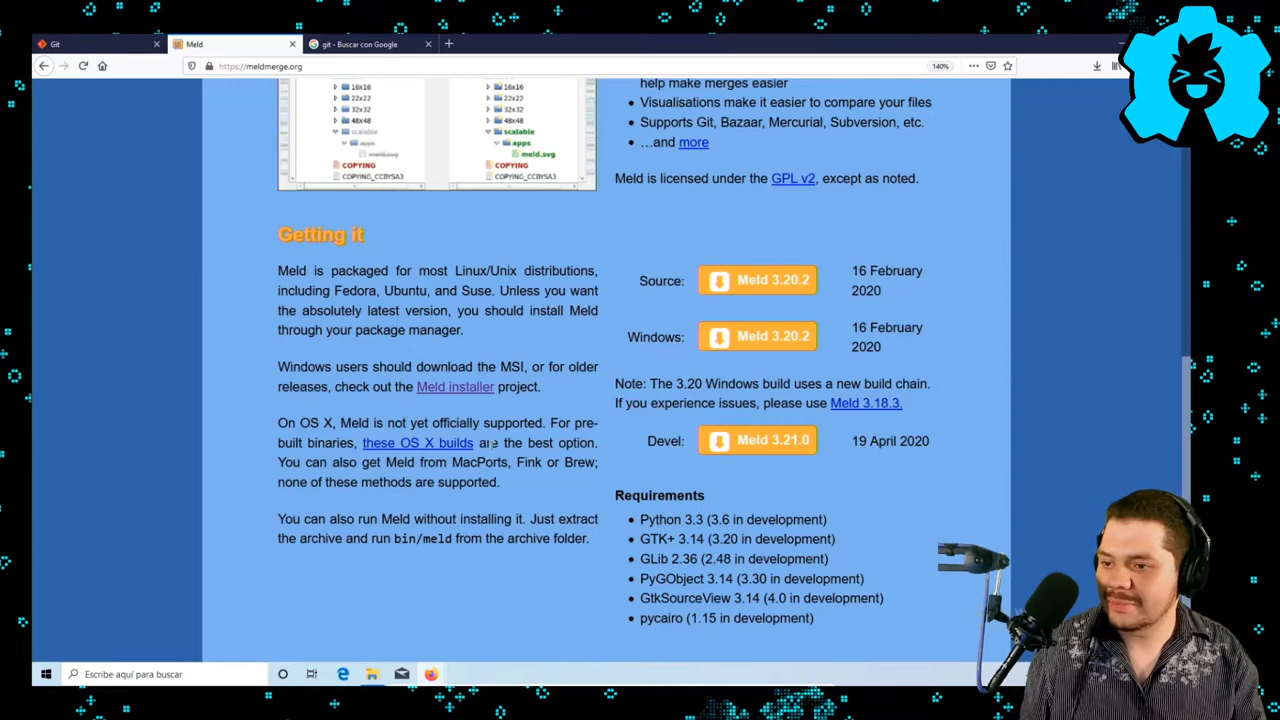 Git
Meld
git - Buscar con Google
https://meldmerge.org
140%
16x16
22x22
32x32
48x48
scalable
apps
meld.svg
COPYING
COPYING_CCBYSA3
16x16
22x22
32x32
48x48
scalable
apps
meld.svg
COPYING
COPYING_CCBYSA3
help make merges easier
• Visualisations make it easier to compare your files
• Supports Git, Bazaar, Mercurial, Subversion, etc.
• …and more
Meld is licensed under the GPL v2, except as noted.
Getting it
Meld is packaged for most Linux/Unix distributions,
including Fedora, Ubuntu, and Suse. Unless you want
the absolutely latest version, you should install Meld
through your package manager.
Windows users should download the MSI, or for older
releases, check out the Meld installer project.
On OS X, Meld is not yet officially supported. For pre-
built binaries, these OS X builds are the best option.
You can also get Meld from MacPorts, Fink or Brew;
none of these methods are supported.
You can also run Meld without installing it. Just extract
the archive and run bin/meld from the archive folder.
Source: Meld 3.20.2 16 February
2020
Windows: Meld 3.20.2 16 February
2020
Note: The 3.20 Windows build uses a new build chain.
If you experience issues, please use Meld 3.18.3.
Devel: Meld 3.21.0 19 April 2020
Requirements
• Python 3.3 (3.6 in development)
• GTK+ 3.14 (3.20 in development)
• GLib 2.36 (2.48 in development)
• PyGObject 3.14 (3.30 in development)
• GtkSourceView 3.14 (4.0 in development)
• pycairo (1.15 in development)
Escribe aquí para buscar